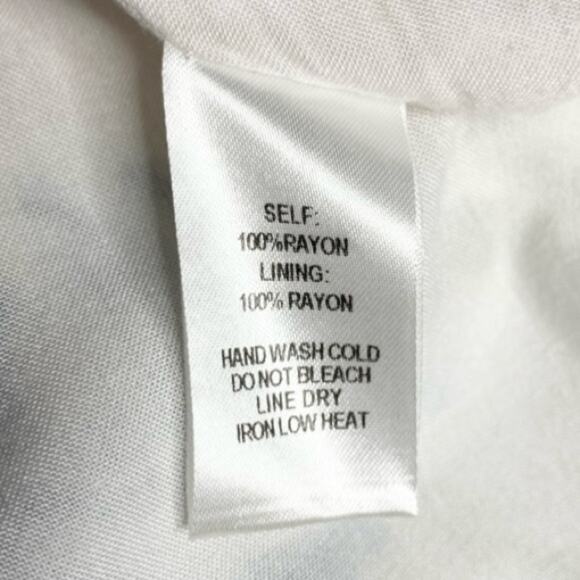 SELF:
100%RAYON
LINING:
100% RAYON
HAND WASH COLD
DO NOT BLEACH
LINE DRY
IRON LOW HEAT